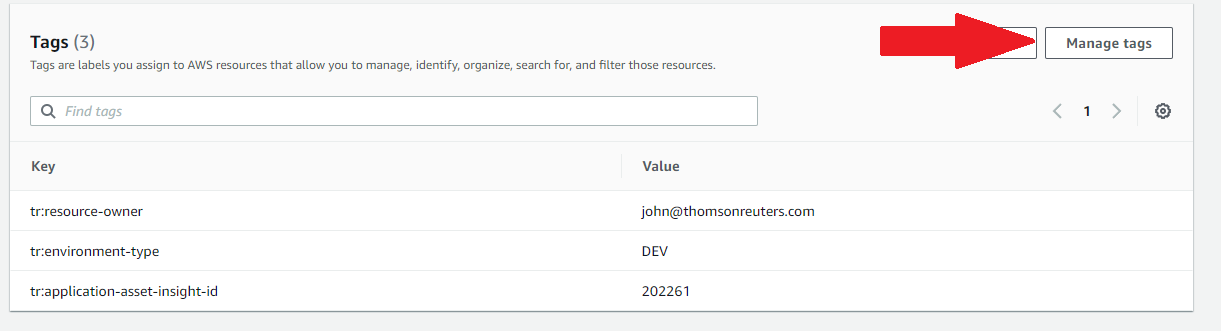 Tags (3)
Manage tags
Tags are labels you assign to AWS resources that allow you to manage, identify, organize, search for, and filter those resources.
Find tags
1
Key Value
tr:resource-owner john@thomsonreuters.com
tr:environment-type DEV
tr:application-asset-insight-id 202261